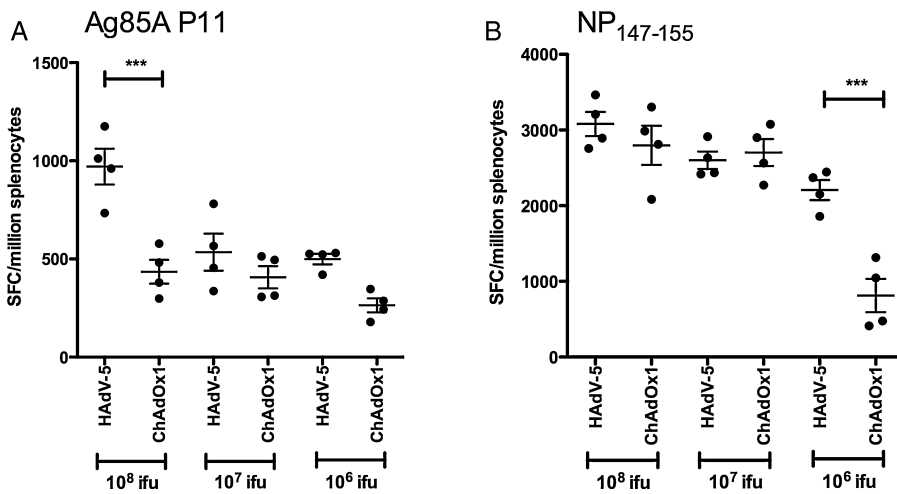 A
Ag85A P11
SFC/million splenocytes
1500
1000
500
0
***
HAdV-5
ChAdOx1
HAdV-5
ChAdOx1
HAdV-5
ChAdOx1
10⁸ ifu
10⁷ ifu
10⁶ ifu
B
NP₁₄₇₋₁₅₅
SFC/million splenocytes
4000
3000
2000
1000
0
***
HAdV-5
ChAdOx1
HAdV-5
ChAdOx1
HAdV-5
ChAdOx1
10⁸ ifu
10⁷ ifu
10⁶ ifu